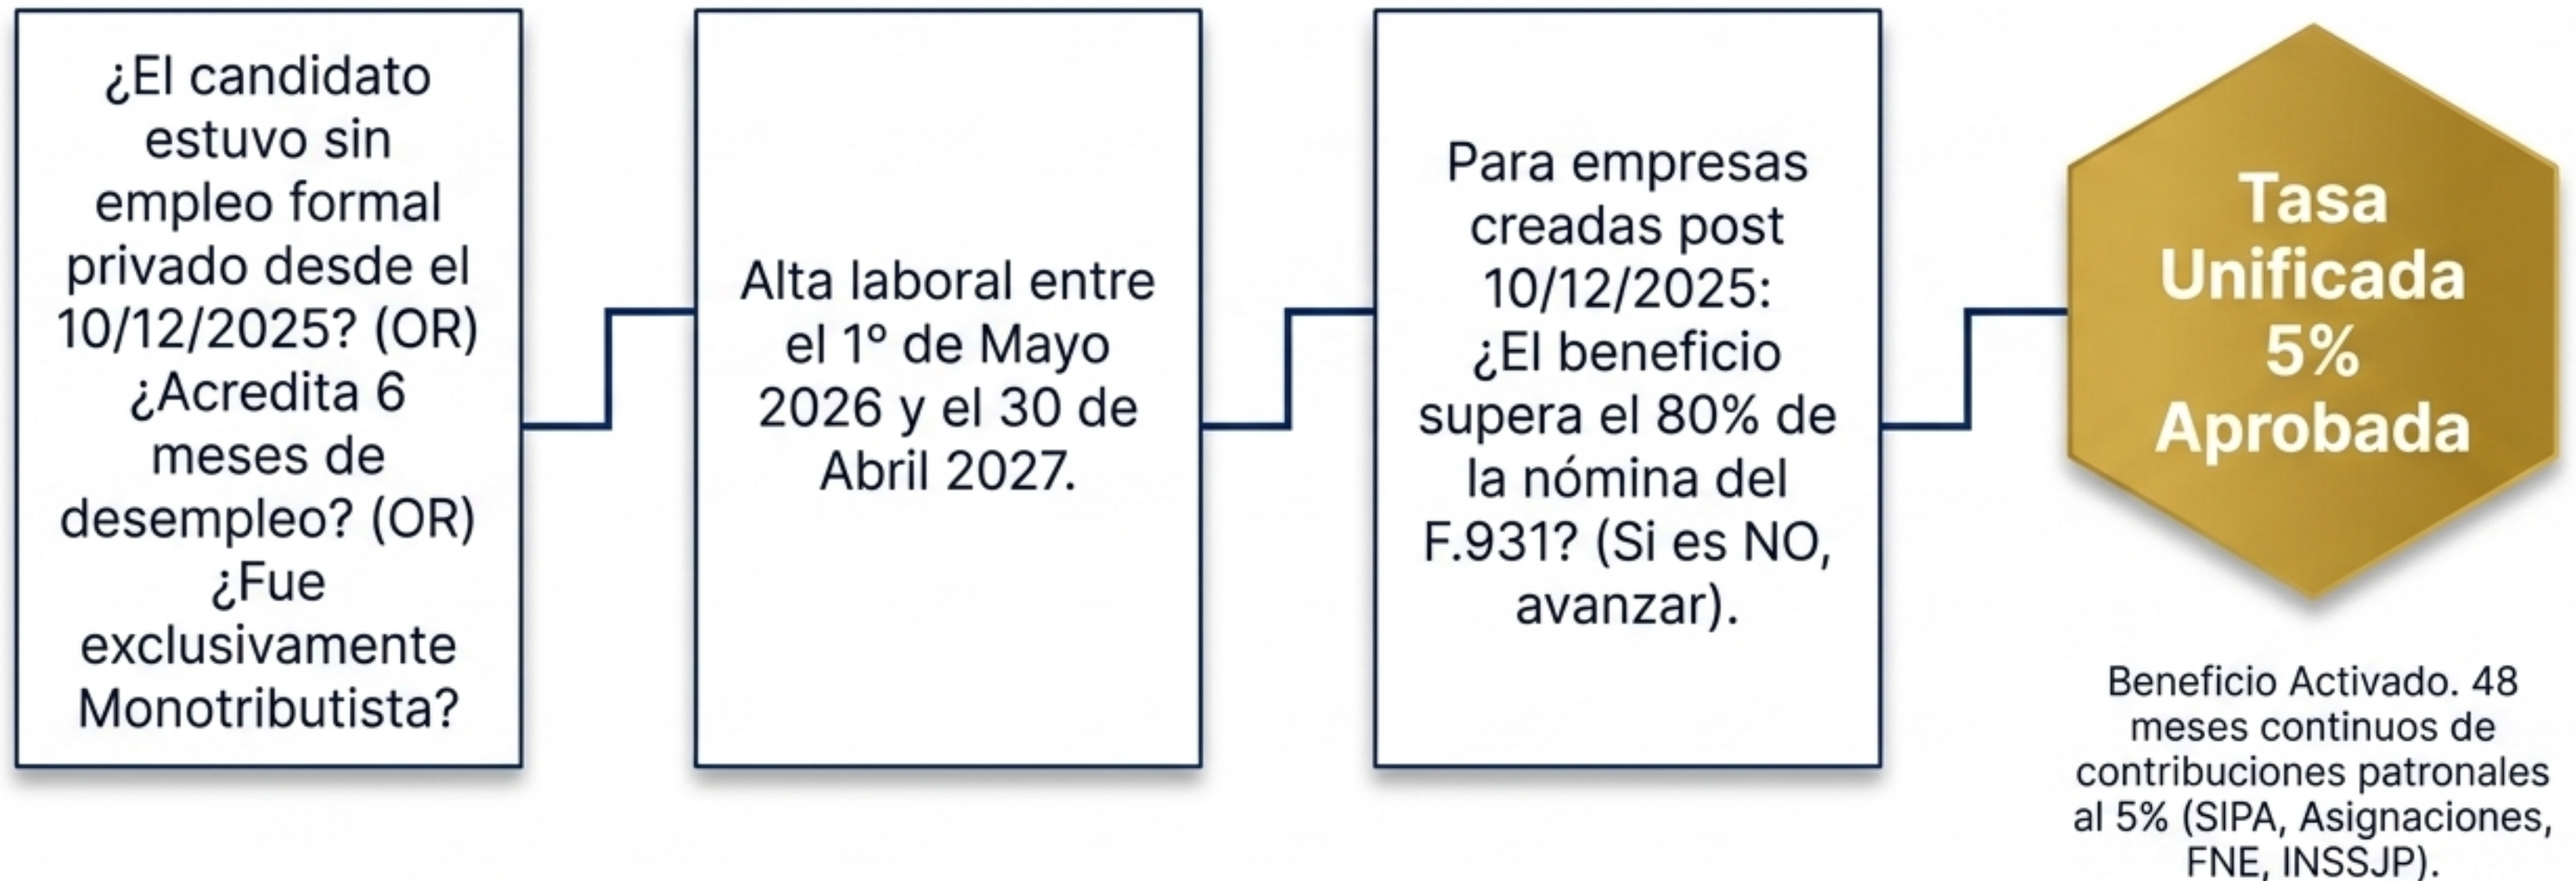 ¿El candidato
estuvo sin
empleo formal
privado desde el
10/12/2025? (OR)
¿Acredita 6
meses de
desempleo? (OR)
¿Fue
exclusivamente
Monotributista?
Alta laboral entre
el 1º de Mayo
2026 y el 30 de
Abril 2027.
Para empresas
creadas post
10/12/2025:
¿El beneficio
supera el 80% de
la nómina del
F.931? (Si es NO,
avanzar).
Tasa
Unificada
5%
Aprobada
Beneficio Activado. 48
meses continuos de
contribuciones patronales
al 5% (SIPA, Asignaciones,
FNE, INSSJP).